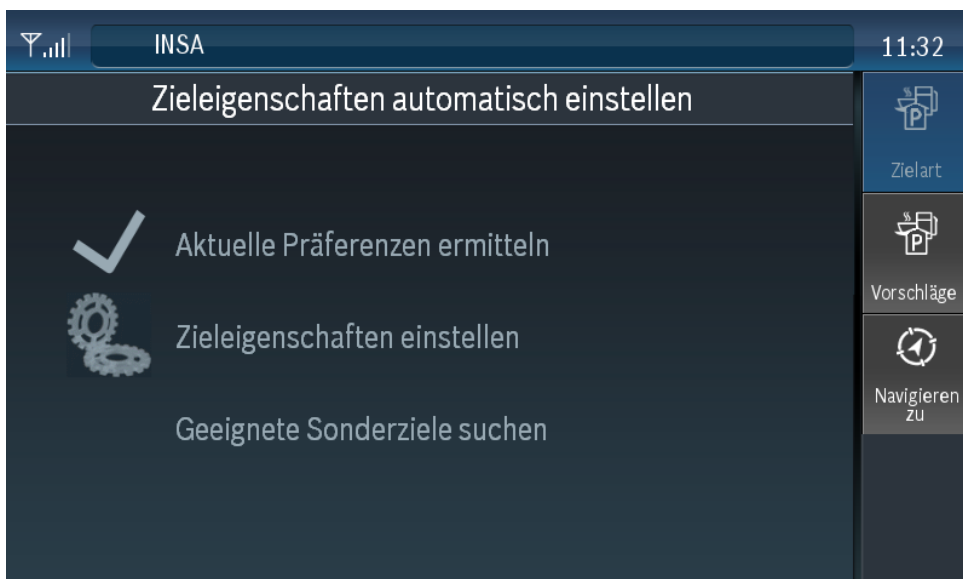 INSA
11:32
Zieleigenschaften automatisch einstellen
P
Zielart
Aktuelle Präferenzen ermitteln
P
Vorschläge
Zieleigenschaften einstellen
Navigieren
zu
Geeignete Sonderziele suchen